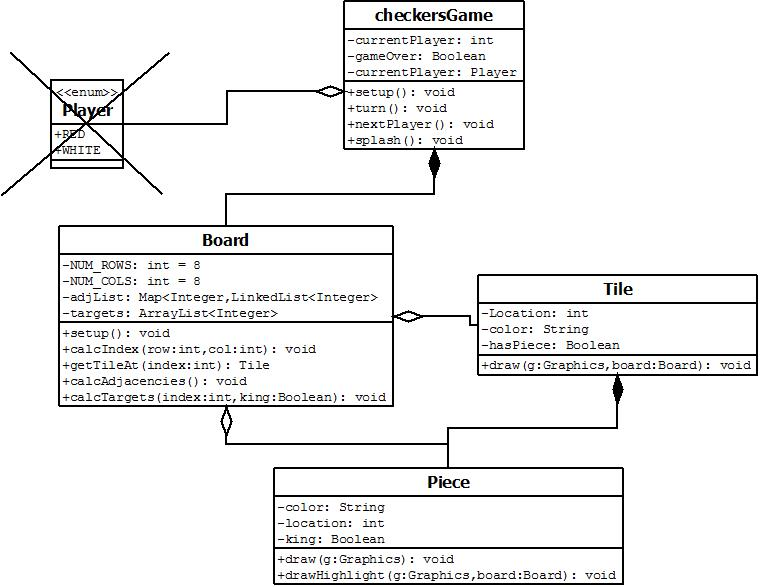 checkersGame
-currentPlayer: int
-gameOver: Boolean
-currentPlayer: Player
+setup(): void
+turn(): void
+nextPlayer(): void
+splash(): void
<<enum>>
Player
+RED
+WHITE
Board
-NUM_ROWS: int = 8
-NUM_COLS: int = 8
-adjList: Map<Integer,LinkedList<Integer>
-targets: ArrayList<Integer>
+setup(): void
+calcIndex(row:int,col:int): void
+getTileAt(index:int): Tile
+calcAdjacencies(): void
+calcTargets(index:int,king:Boolean): void
Tile
-Location: int
-color: String
-hasPiece: Boolean
+draw(g:Graphics,board:Board): void
Piece
-color: String
-location: int
-king: Boolean
+draw(g:Graphics): void
+drawHighlight(g:Graphics,board:Board): void